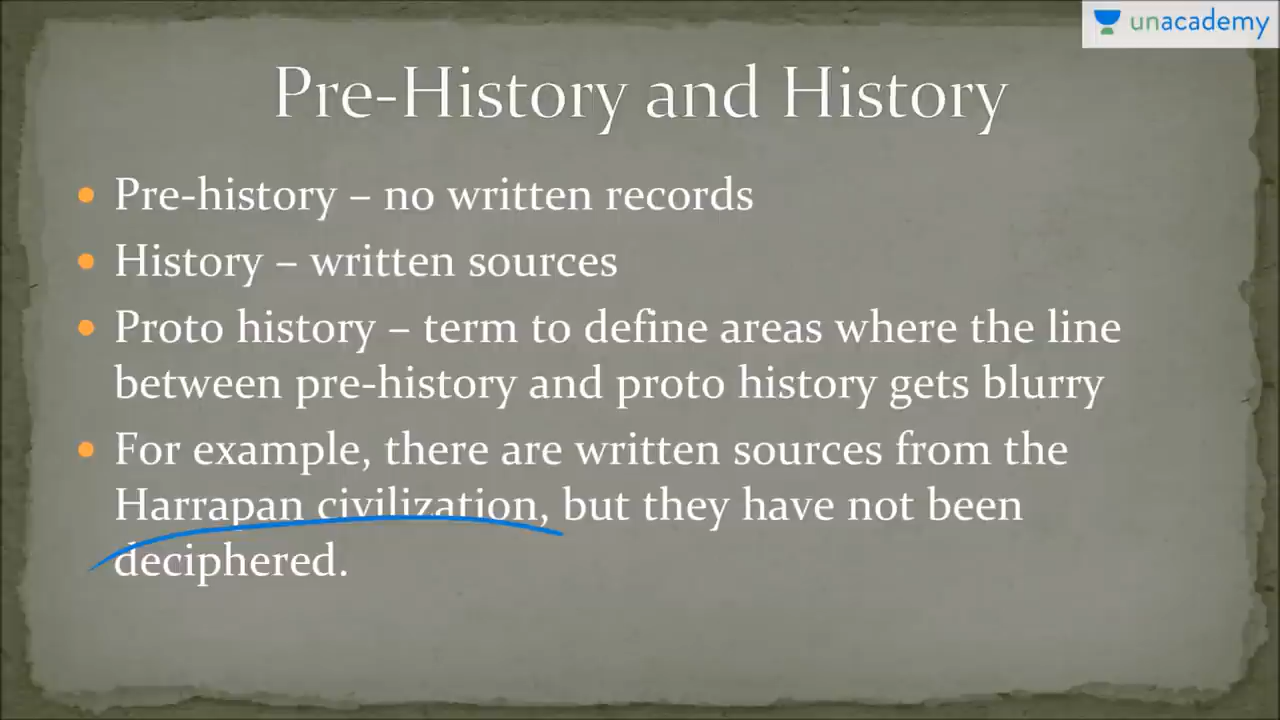 unacademy
Pre-History and History
• Pre-history – no written records
• History – written sources
• Proto history – term to define areas where the line
between pre-history and proto history gets blurry
• For example, there are written sources from the
Harrapan civilization, but they have not been
deciphered.